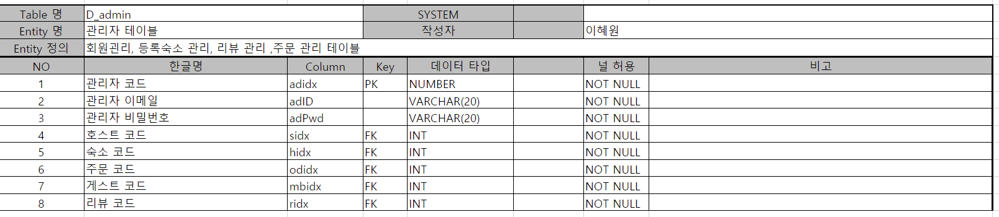 Table 명 D_admin SYSTEM
Entity 명 관리자 테이블 작성자 이혜원
Entity 정의 회원괸리, 등록숙소 관리, 리뷰 관리 ,주문 관리 테이블
NO 한글명 Column Key 데이터 타입 널 허용 비고
1 관리자 코드 adidx PK NUMBER NOT NULL
2 관리자 이메일 adID VARCHAR(20) NOT NULL
3 관리자 비밀번호 adPwd VARCHAR(20) NOT NULL
4 호스트 코드 sidx FK INT NOT NULL
5 숙소 코드 hidx FK INT NOT NULL
6 주문 코드 odidx FK INT NOT NULL
7 게스트 코드 mbidx FK INT NOT NULL
8 리뷰 코드 ridx FK INT NOT NULL